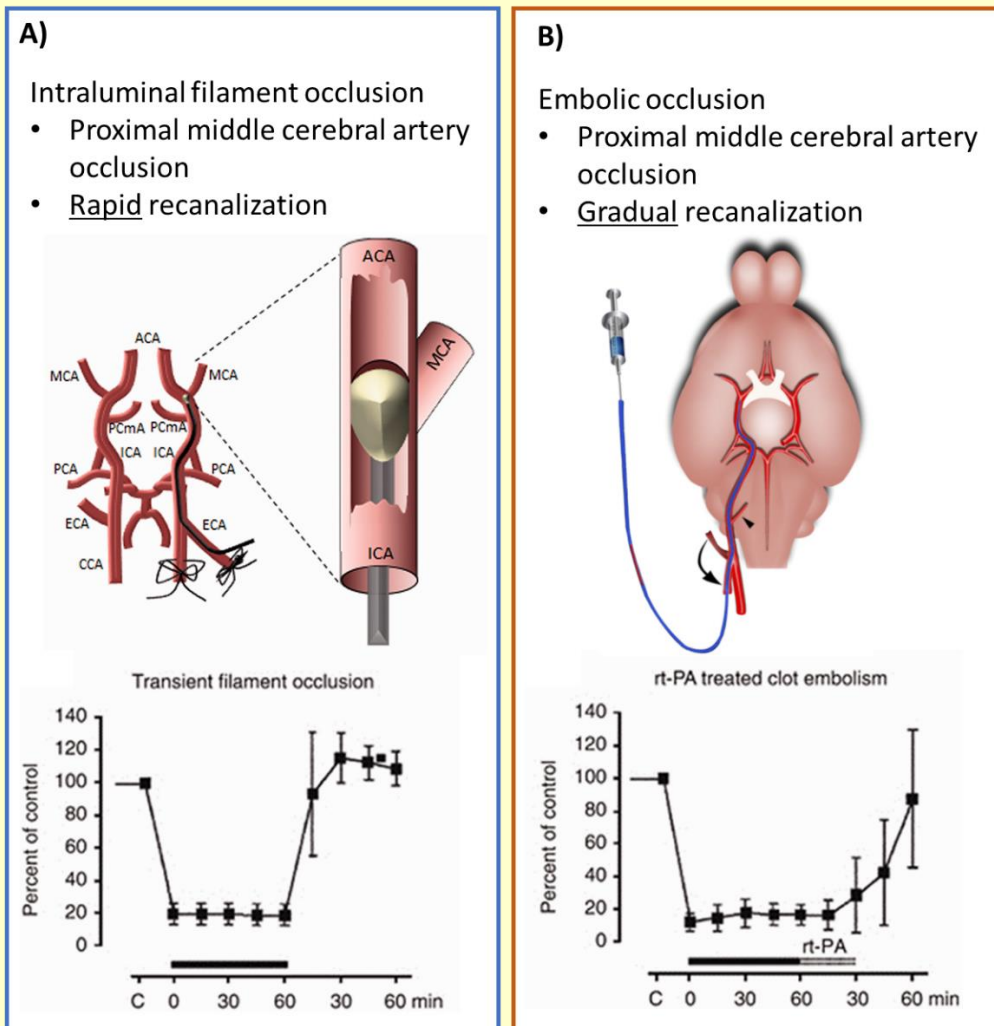 A)
Intraluminal filament occlusion
• Proximal middle cerebral artery
occlusion
• Rapid recanalization
ACA
MCA
MCA
PCmA
PCmA
ICA
ICA
PCA
PCA
ECA
ECA
CCA
ACA
MCA
ICA
Transient filament occlusion
Percent of control
140
120
100
80
60
40
20
0
C 0 30 60 30 60 min
B)
Embolic occlusion
• Proximal middle cerebral artery
occlusion
• Gradual recanalization
rt-PA treated clot embolism
Percent of control
140
120
100
80
60
40
20
0
rt-PA
C 0 30 60 30 60 min